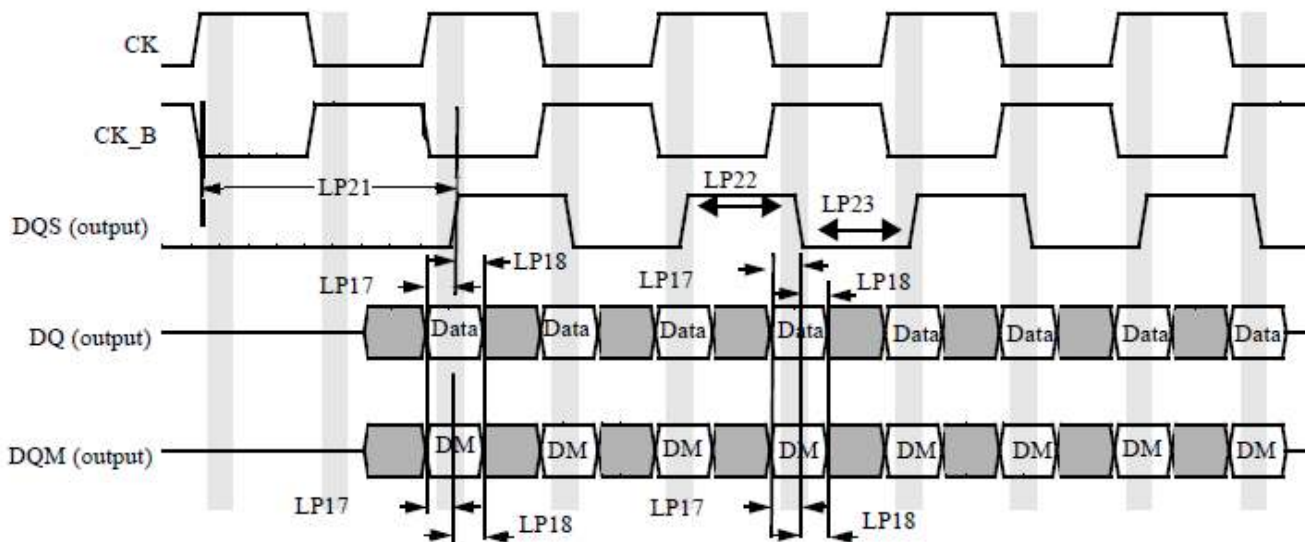 CK
CK_B
LP21
LP22
LP23
DQS (output)
LP17
LP18
LP17
LP18
DQ (output)
Data Data Data Data Data Data Data Data
DQM (output)
DM DM DM DM DM DM DM DM
LP17
LP18
LP17
LP18